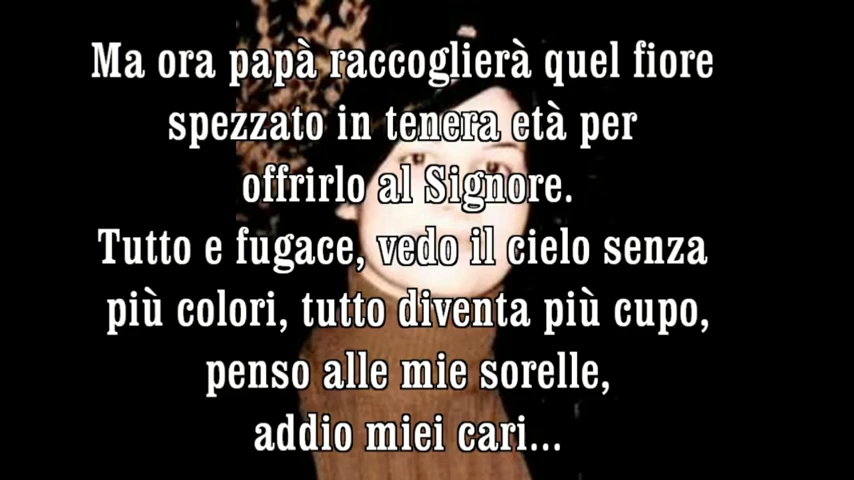 Ma ora papà raccoglierà quel fiore
spezzato in tenera età per
offrirlo al Signore.
Tutto e fugace, vedo il cielo senza
più colori, tutto diventa più cupo,
penso alle mie sorelle,
addio miei cari...